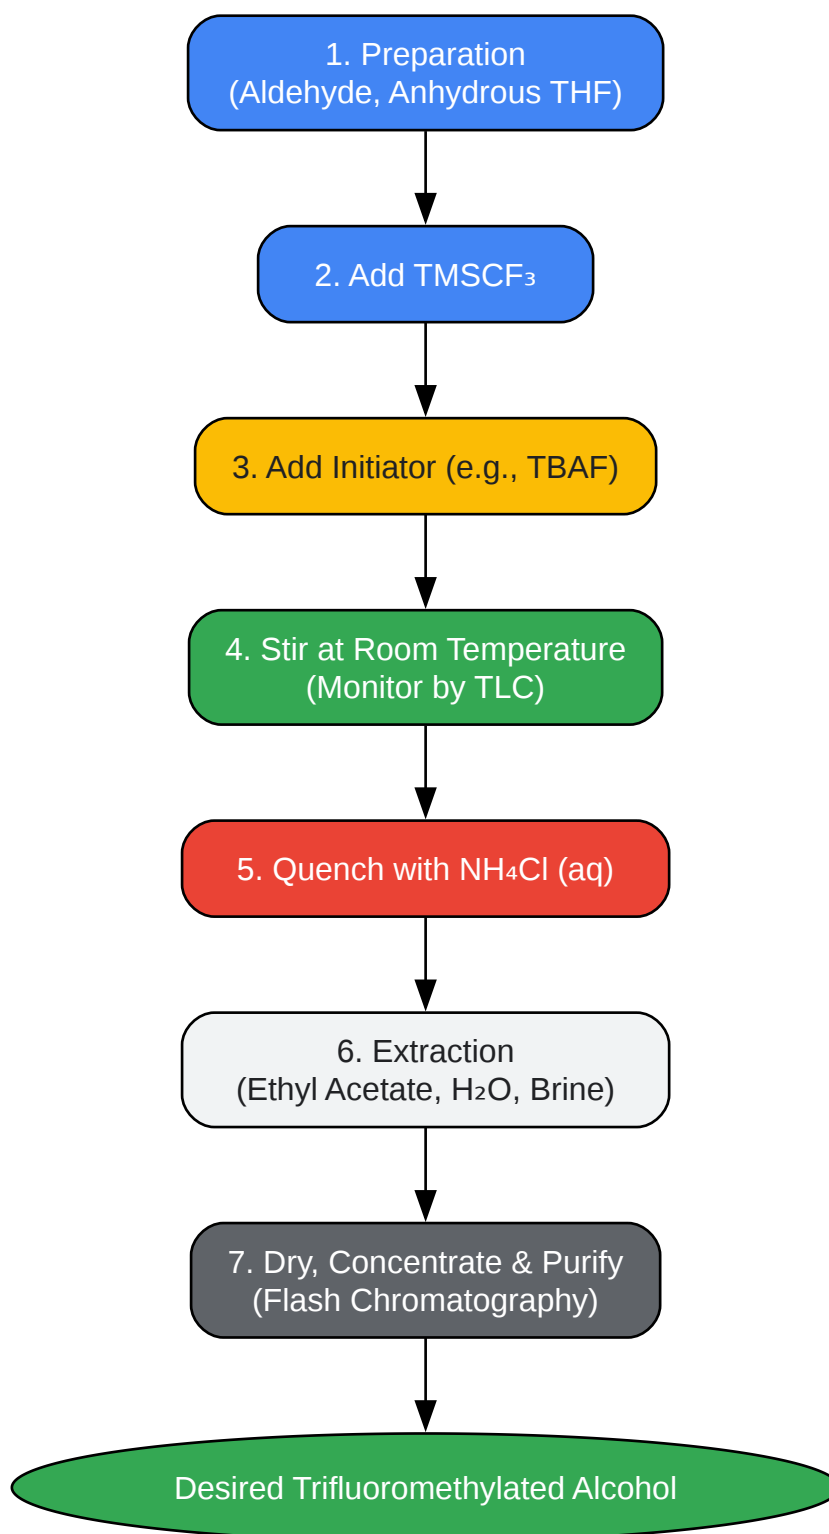 1. Preparation
(Aldehyde, Anhydrous THF)
2. Add TMSCF₃
3. Add Initiator (e.g., TBAF)
4. Stir at Room Temperature
(Monitor by TLC)
5. Quench with NH₄Cl (aq)
6. Extraction
(Ethyl Acetate, H₂O, Brine)
7. Dry, Concentrate & Purify
(Flash Chromatography)
Desired Trifluoromethylated Alcohol